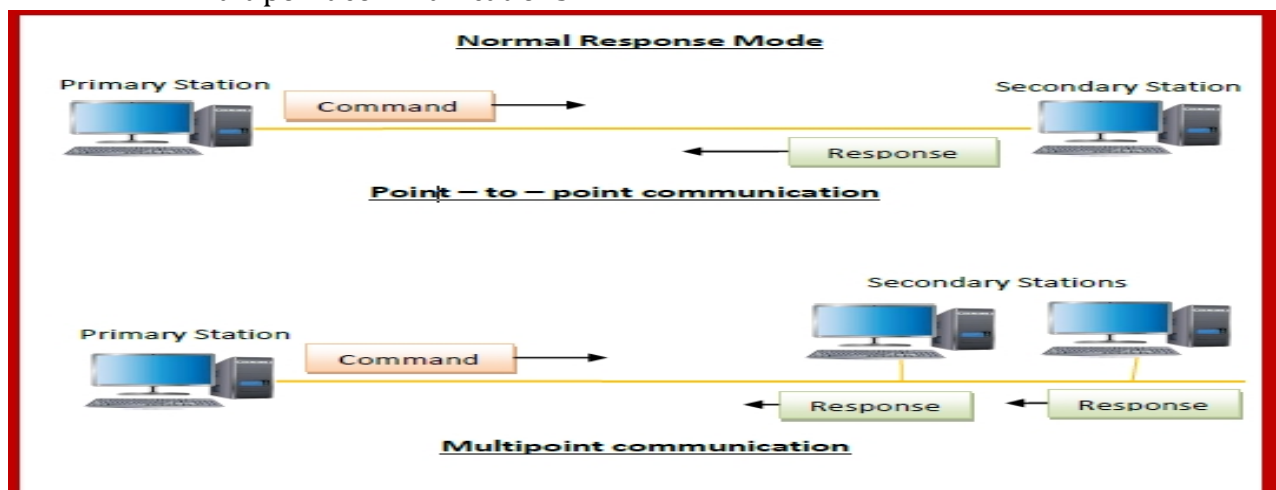 Normal Response Mode
Primary Station
Secondary Station
Command
Response
Point – to – point communication
Secondary Stations
Primary Station
Command
Response
Response
Multipoint communication